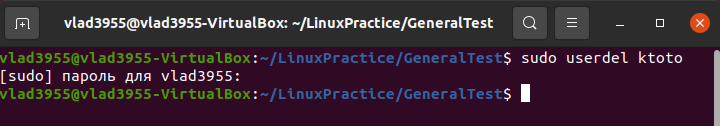 vlad3955@vlad3955-VirtualBox: ~/LinuxPractice/GeneralTest
vlad3955@vlad3955-VirtualBox:~/LinuxPractice/GeneralTest$ sudo userdel ktoto
[sudo] пароль для vlad3955:
vlad3955@vlad3955-VirtualBox:~/LinuxPractice/GeneralTest$